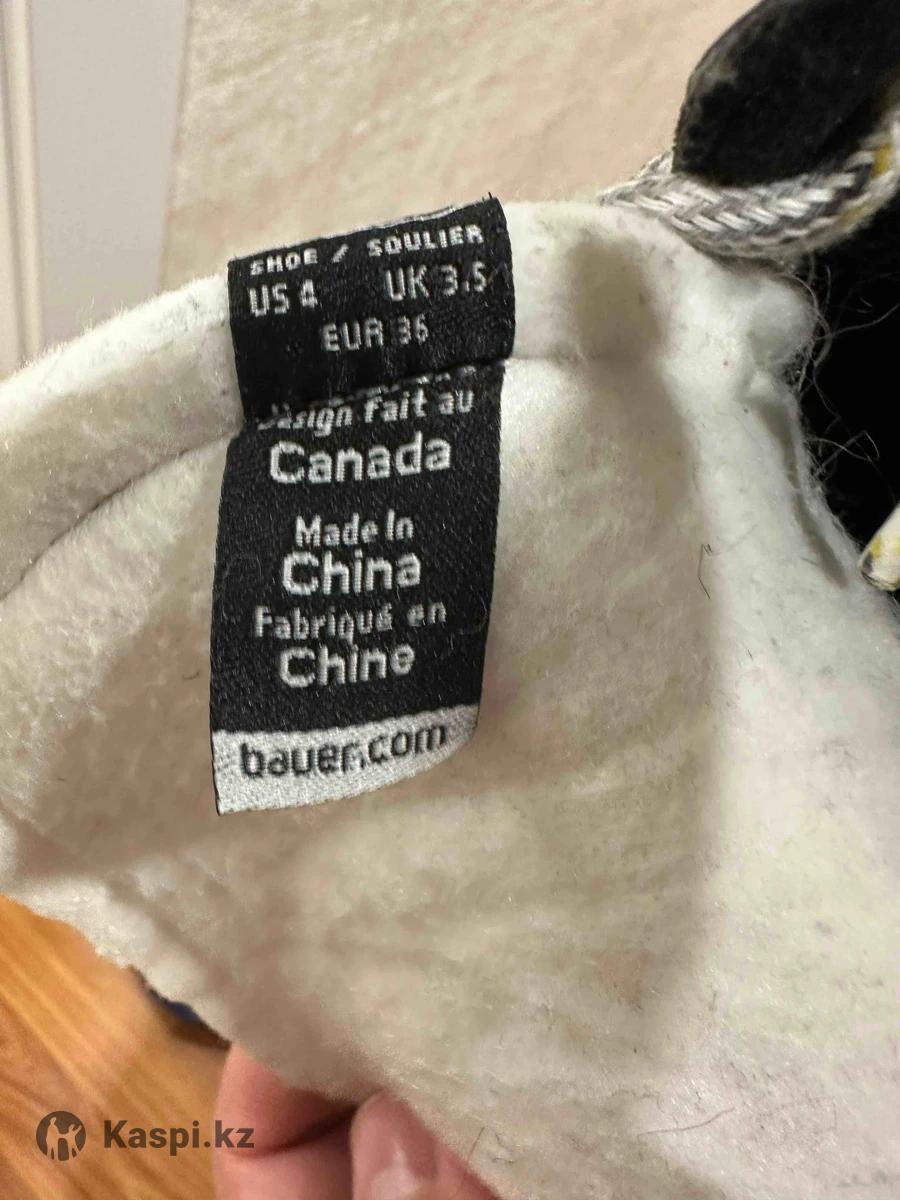 SHOE / SOULIER
US 4 UK 3.5
EUR 36
Design fait au
Canada
Made In
China
Fabriqué en
Chine
bauer.com
Kaspi.kz